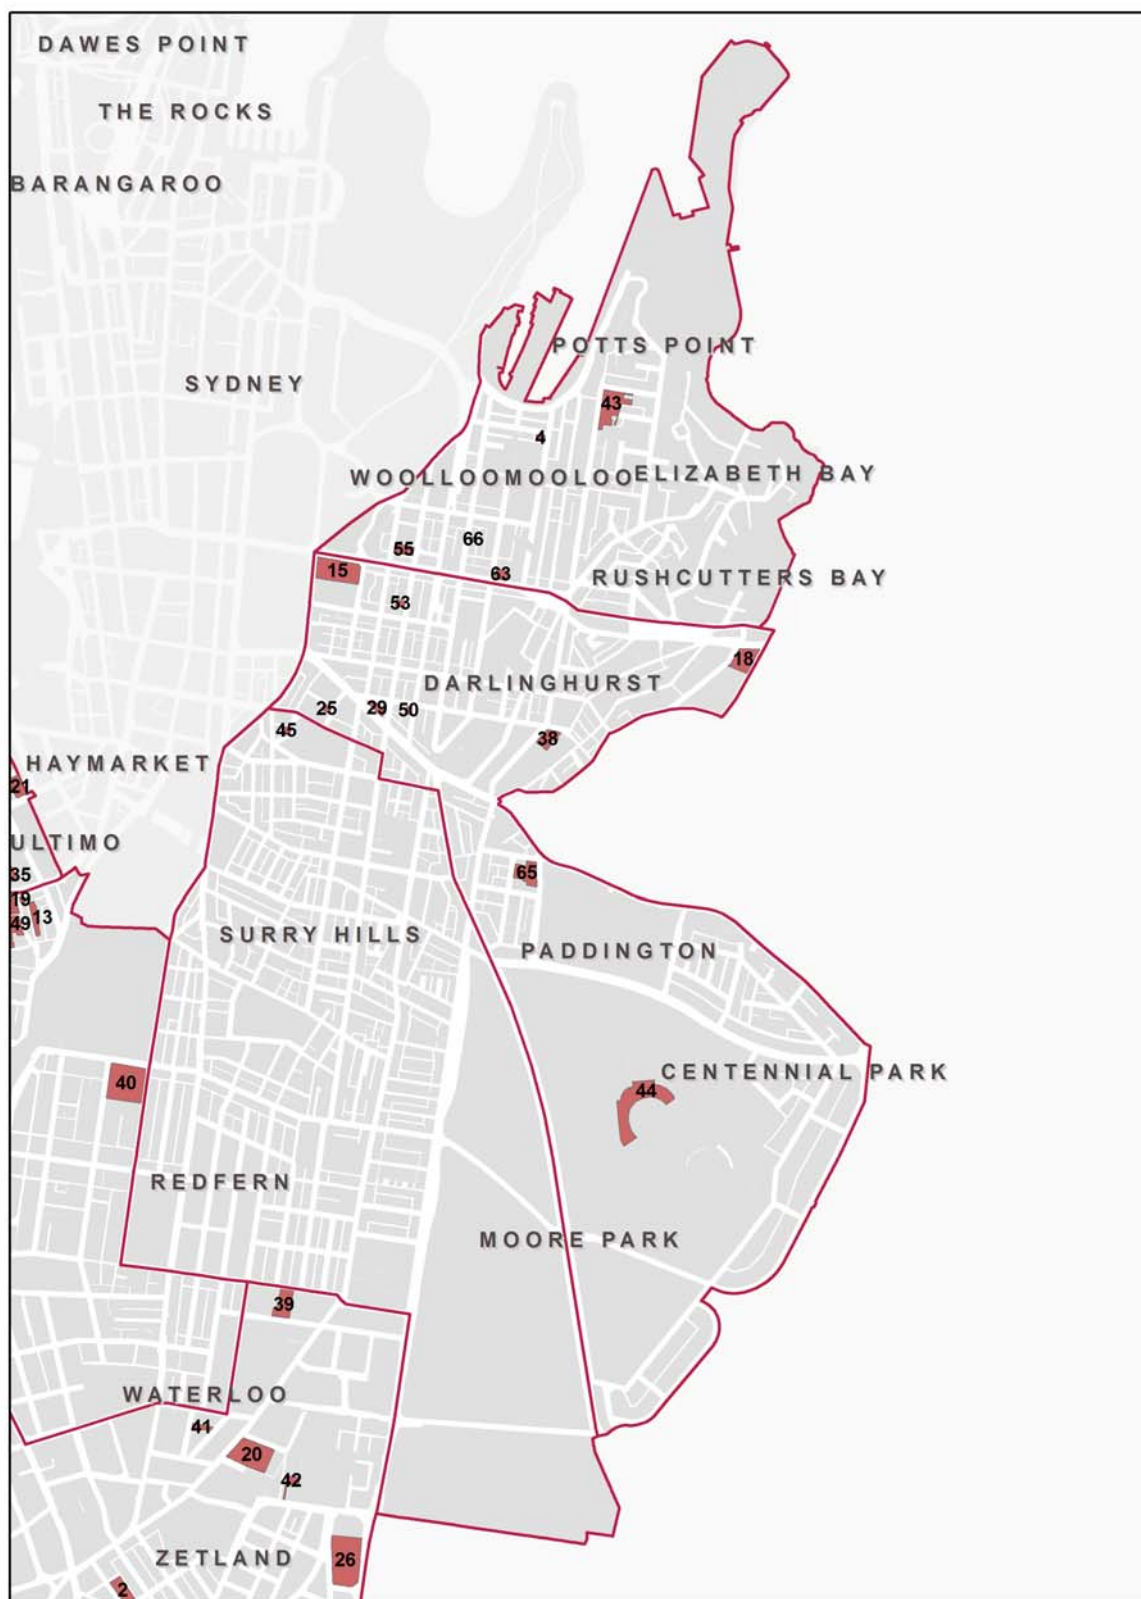 DAWES POINT
THE ROCKS
BARANGAROO
POTTS POINT
SYDNEY
43
4
WOOLLOOMOOLOO
ELIZABETH BAY
66
55
15
63
RUSHCUTTERS BAY
53
18
DARLINGHURST
25
29
50
45
38
HAYMARKET
21
ULTIMO
35
65
19
13
49
SURRY HILLS
PADDINGTON
CENTENNIAL PARK
40
44
REDFERN
MOORE PARK
39
WATERLOO
41
20
42
ZETLAND
26
2